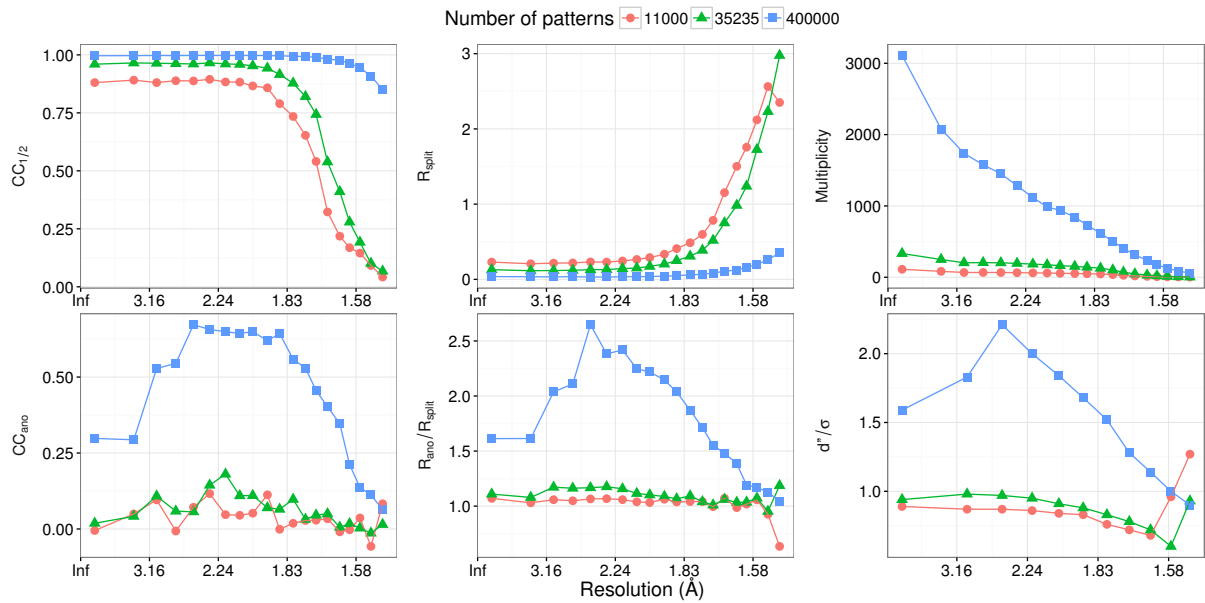 Number of patterns 11000 35235 400000
CC1/2
1.00
0.75
0.50
0.25
0.00
Inf 3.16 2.24 1.83 1.58
Rsplit
3
2
1
0
Inf 3.16 2.24 1.83 1.58
Multiplicity
3000
2000
1000
0
Inf 3.16 2.24 1.83 1.58
CCano
0.50
0.25
0.00
Inf 3.16 2.24 1.83 1.58
Rano/Rsplit
2.5
2.0
1.5
1.0
Inf 3.16 2.24 1.83 1.58
d"/σ
2.0
1.5
1.0
Inf 3.16 2.24 1.83 1.58
Resolution (Å)